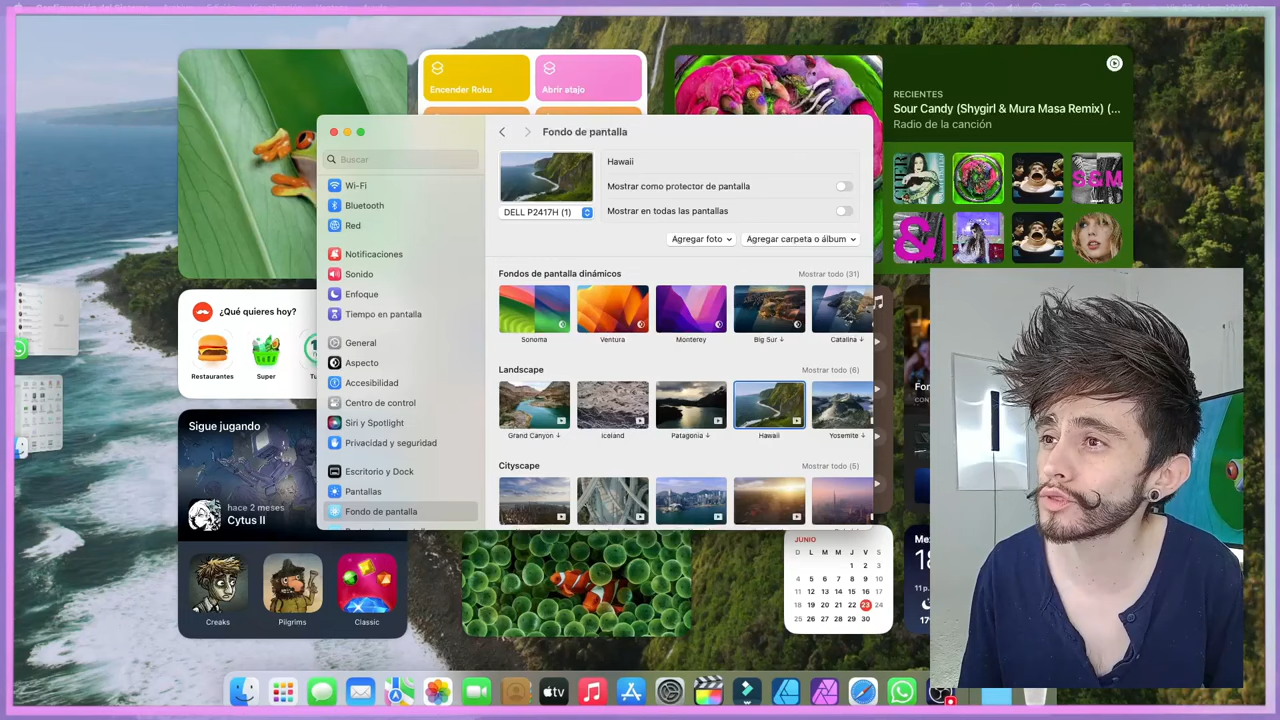 Encender Roku
Abrir atajo
RECIENTES
Sour Candy (Shygirl & Mura Masa Remix) (...
Radio de la canción
S&M
&
Fondo de pantalla
Buscar
Wi-Fi
Bluetooth
Red
Notificaciones
Sonido
Enfoque
Tiempo en pantalla
General
Aspecto
Accesibilidad
Centro de control
Siri y Spotlight
Privacidad y seguridad
Escritorio y Dock
Pantallas
Fondo de pantalla
Hawaii
Mostrar como protector de pantalla
DELL P2417H (1)
Mostrar en todas las pantallas
Agregar foto
Agregar carpeta o álbum
Fondos de pantalla dinámicos
Mostrar todo (31)
Sonoma
Ventura
Monterey
Big Sur
Catalina
Landscape
Mostrar todo (6)
Grand Canyon
Iceland
Patagonia
Hawaii
Yosemite
Cityscape
Mostrar todo (5)
¿Qué quieres hoy?
Restaurantes
Super
Tu
Sigue jugando
hace 2 meses
Cytus II
Creaks
Pilgrims
Classic
JUNIO
D L M M J V S
1 2 3
4 5 6 7 8 9 10
11 12 13 14 15 16 17
18 19 20 21 22 23 24
25 26 27 28 29 30
tv